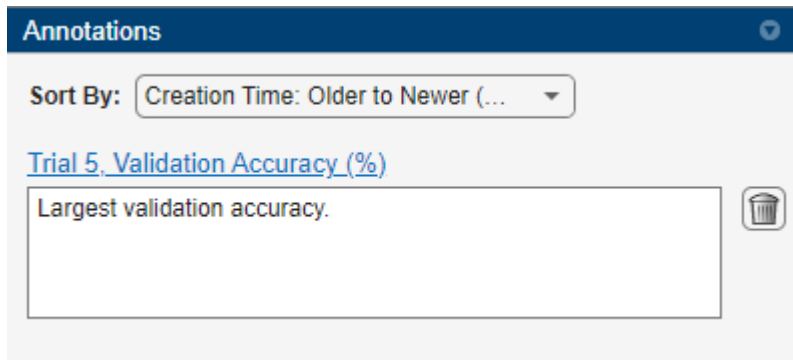 Annotations
Sort By: Creation Time: Older to Newer (...
Trial 5, Validation Accuracy (%)
Largest validation accuracy.